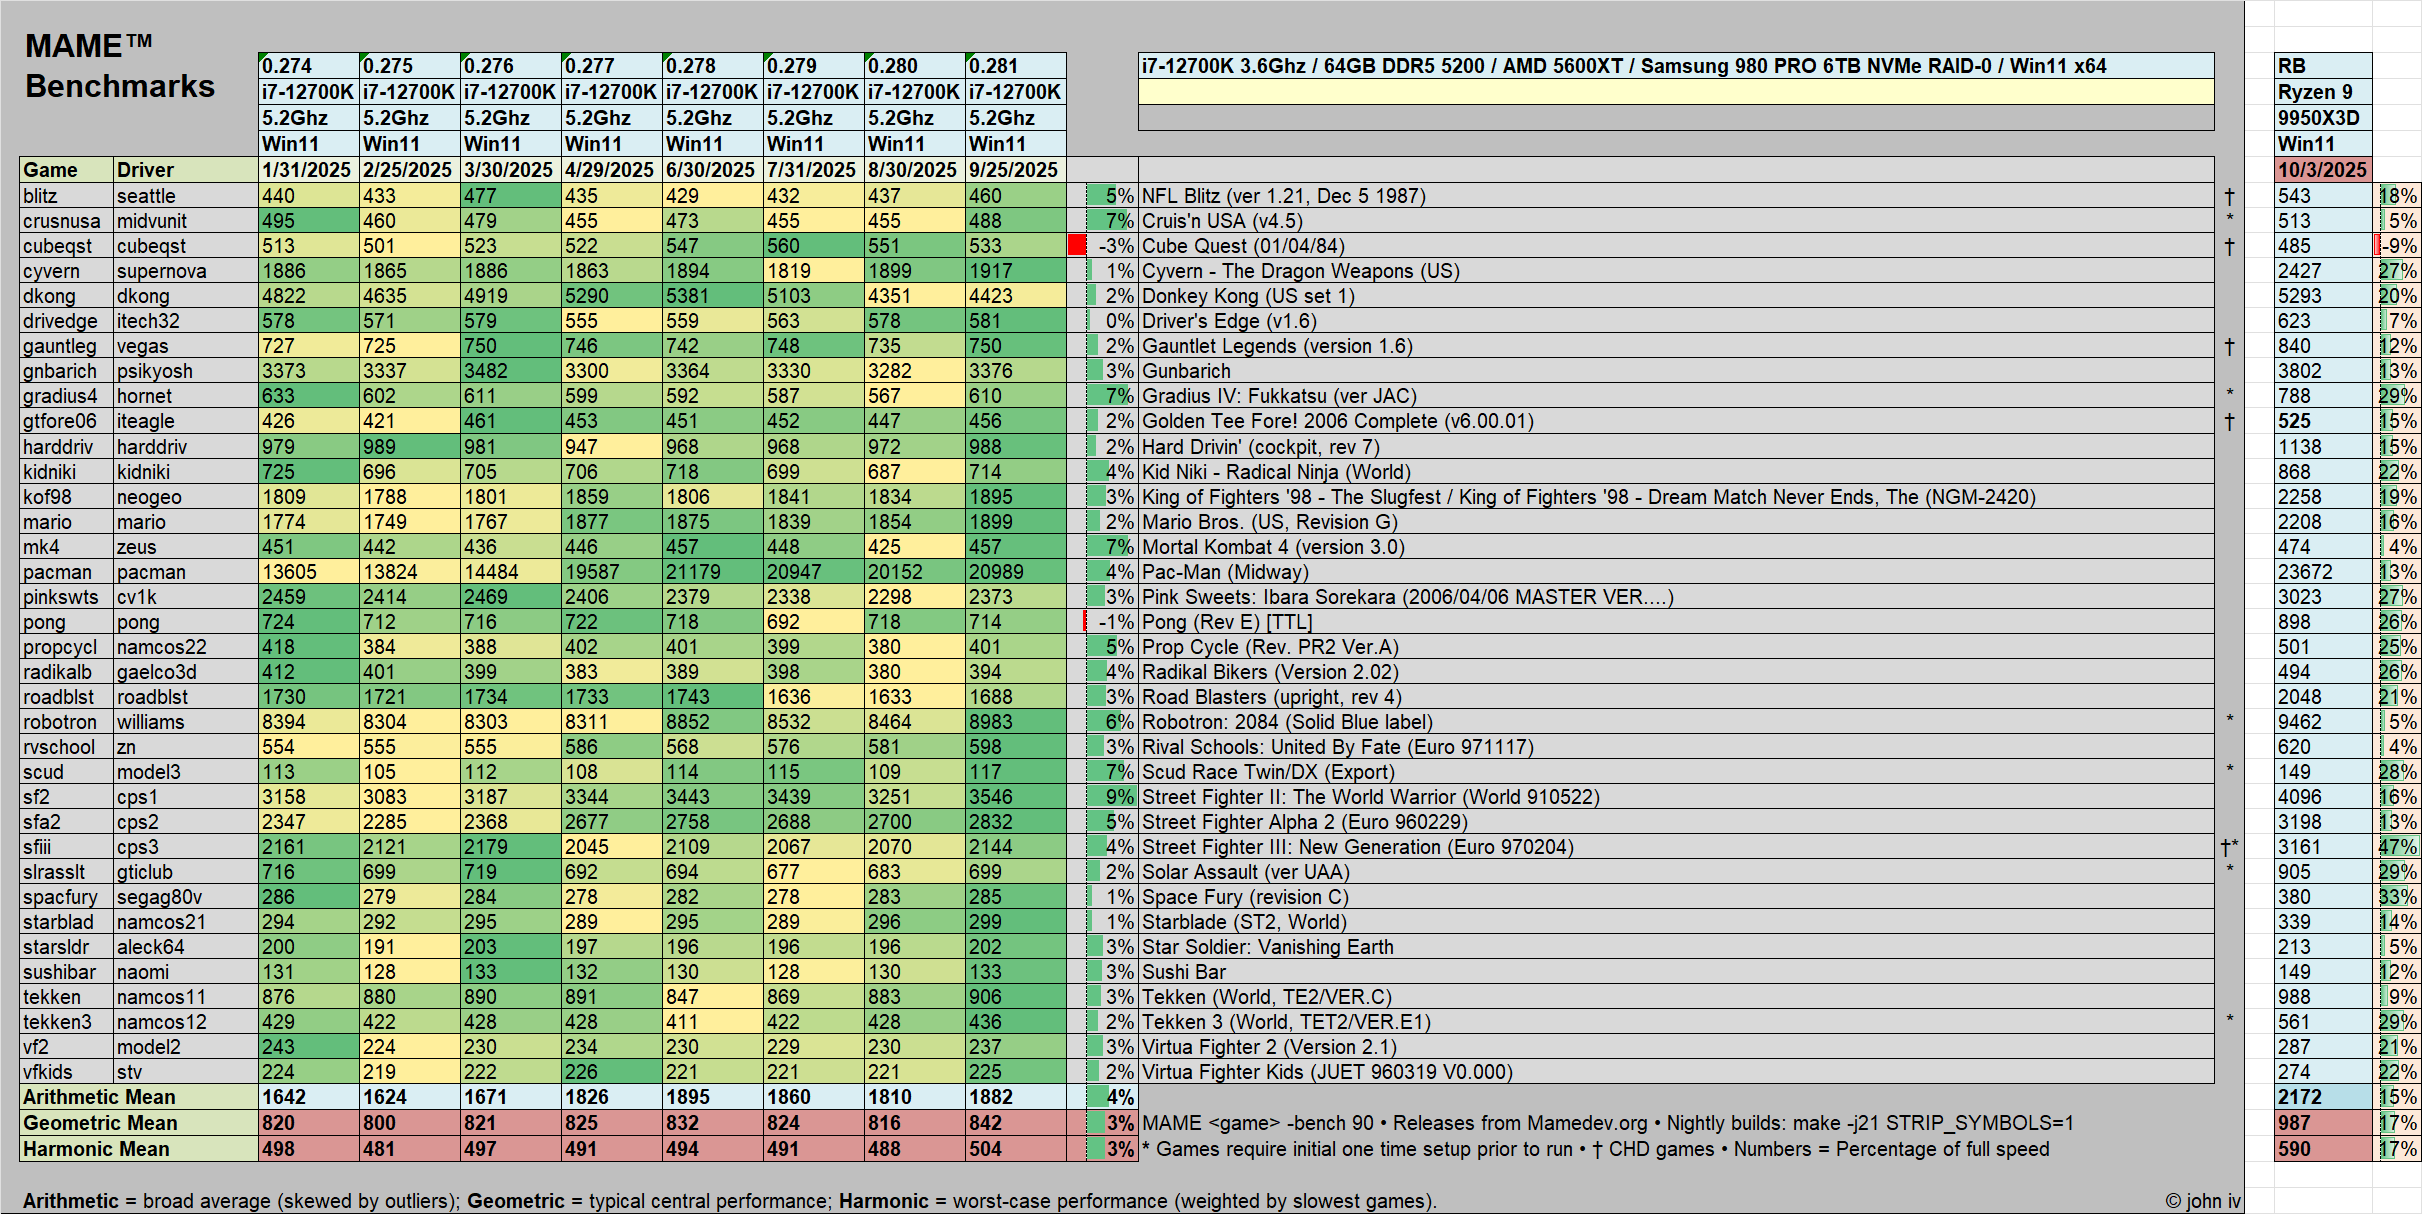 MAME™
Benchmarks
0.274 0.275 0.276 0.277 0.278 0.279 0.280 0.281 i7-12700K 3.6Ghz / 64GB DDR5 5200 / AMD 5600XT / Samsung 980 PRO 6TB NVMe RAID-0 / Win11 x64 RB
i7-12700K i7-12700K i7-12700K i7-12700K i7-12700K i7-12700K i7-12700K i7-12700K Ryzen 9
5.2Ghz 5.2Ghz 5.2Ghz 5.2Ghz 5.2Ghz 5.2Ghz 5.2Ghz 5.2Ghz 9950X3D
Win11 Win11 Win11 Win11 Win11 Win11 Win11 Win11 Win11
Game Driver 1/31/2025 2/25/2025 3/30/2025 4/29/2025 6/30/2025 7/31/2025 8/30/2025 9/25/2025 10/3/2025
blitz seattle 440 433 477 435 429 432 437 460 5% NFL Blitz (ver 1.21, Dec 5 1987) † 543 18%
crusnusa midvunit 495 460 479 455 473 455 455 488 7% Cruis'n USA (v4.5) * 513 5%
cubeqst cubeqst 513 501 523 522 547 560 551 533 -3% Cube Quest (01/04/84) † 485 -9%
cyvern supernova 1886 1865 1886 1863 1894 1819 1899 1917 1% Cyvern - The Dragon Weapons (US) 2427 27%
dkong dkong 4822 4635 4919 5290 5381 5103 4351 4423 2% Donkey Kong (US set 1) 5293 20%
drivedge itech32 578 571 579 555 559 563 578 581 0% Driver's Edge (v1.6) 623 7%
gauntleg vegas 727 725 750 746 742 748 735 750 2% Gauntlet Legends (version 1.6) † 840 12%
gnbarich psikyosh 3373 3337 3482 3300 3364 3330 3282 3376 3% Gunbarich 3802 13%
gradius4 hornet 633 602 611 599 592 587 567 610 7% Gradius IV: Fukkatsu (ver JAC) * 788 29%
gtfore06 iteagle 426 421 461 453 451 452 447 456 2% Golden Tee Fore! 2006 Complete (v6.00.01) † 525 15%
harddriv harddriv 979 989 981 947 968 968 972 988 2% Hard Drivin' (cockpit, rev 7) 1138 15%
kidniki kidniki 725 696 705 706 718 699 687 714 4% Kid Niki - Radical Ninja (World) 868 22%
kof98 neogeo 1809 1788 1801 1859 1806 1841 1834 1895 3% King of Fighters '98 - The Slugfest / King of Fighters '98 - Dream Match Never Ends, The (NGM-2420) 2258 19%
mario mario 1774 1749 1767 1877 1875 1839 1854 1899 2% Mario Bros. (US, Revision G) 2208 16%
mk4 zeus 451 442 436 446 457 448 425 457 7% Mortal Kombat 4 (version 3.0) 474 4%
pacman pacman 13605 13824 14484 19587 21179 20947 20152 20989 4% Pac-Man (Midway) 23672 13%
pinkswts cv1k 2459 2414 2469 2406 2379 2338 2298 2373 3% Pink Sweets: Ibara Sorekara (2006/04/06 MASTER VER....) 3023 27%
pong pong 724 712 716 722 718 692 718 714 -1% Pong (Rev E) [TTL] 898 26%
propcycl namcos22 418 384 388 402 401 399 380 401 5% Prop Cycle (Rev. PR2 Ver.A) 501 25%
radikalb gaelco3d 412 401 399 383 389 398 380 394 4% Radikal Bikers (Version 2.02) 494 26%
roadblst roadblst 1730 1721 1734 1733 1743 1636 1633 1688 3% Road Blasters (upright, rev 4) 2048 21%
robotron williams 8394 8304 8303 8311 8852 8532 8464 8983 6% Robotron: 2084 (Solid Blue label) * 9462 5%
rvschool zn 554 555 555 586 568 576 581 598 3% Rival Schools: United By Fate (Euro 971117) 620 4%
scud model3 113 105 112 108 114 115 109 117 7% Scud Race Twin/DX (Export) * 149 28%
sf2 cps1 3158 3083 3187 3344 3443 3439 3251 3546 9% Street Fighter II: The World Warrior (World 910522) 4096 16%
sfa2 cps2 2347 2285 2368 2677 2758 2688 2700 2832 5% Street Fighter Alpha 2 (Euro 960229) 3198 13%
sfiii cps3 2161 2121 2179 2045 2109 2067 2070 2144 4% Street Fighter III: New Generation (Euro 970204) †* 3161 47%
slrasslt gticlub 716 699 719 692 694 677 683 699 2% Solar Assault (ver UAA) * 905 29%
spacfury segag80v 286 279 284 278 282 278 283 285 1% Space Fury (revision C) 380 33%
starblad namcos21 294 292 295 289 295 289 296 299 1% Starblade (ST2, World) 339 14%
starsldr aleck64 200 191 203 197 196 196 196 202 3% Star Soldier: Vanishing Earth 213 5%
sushibar naomi 131 128 133 132 130 128 130 133 3% Sushi Bar 149 12%
tekken namcos11 876 880 890 891 847 869 883 906 3% Tekken (World, TE2/VER.C) 988 9%
tekken3 namcos12 429 422 428 428 411 422 428 436 2% Tekken 3 (World, TET2/VER.E1) * 561 29%
vf2 model2 243 224 230 234 230 229 230 237 3% Virtua Fighter 2 (Version 2.1) 287 21%
vfkids stv 224 219 222 226 221 221 221 225 2% Virtua Fighter Kids (JUET 960319 V0.000) 274 22%
Arithmetic Mean 1642 1624 1671 1826 1895 1860 1810 1882 4% 2172 15%
Geometric Mean 820 800 821 825 832 824 816 842 3% MAME <game> -bench 90 • Releases from Mamedev.org • Nightly builds: make -j21 STRIP_SYMBOLS=1 987 17%
Harmonic Mean 498 481 497 491 494 491 488 504 3% * Games require initial one time setup prior to run • † CHD games • Numbers = Percentage of full speed 590 17%
Arithmetic = broad average (skewed by outliers); Geometric = typical central performance; Harmonic = worst-case performance (weighted by slowest games). © john iv